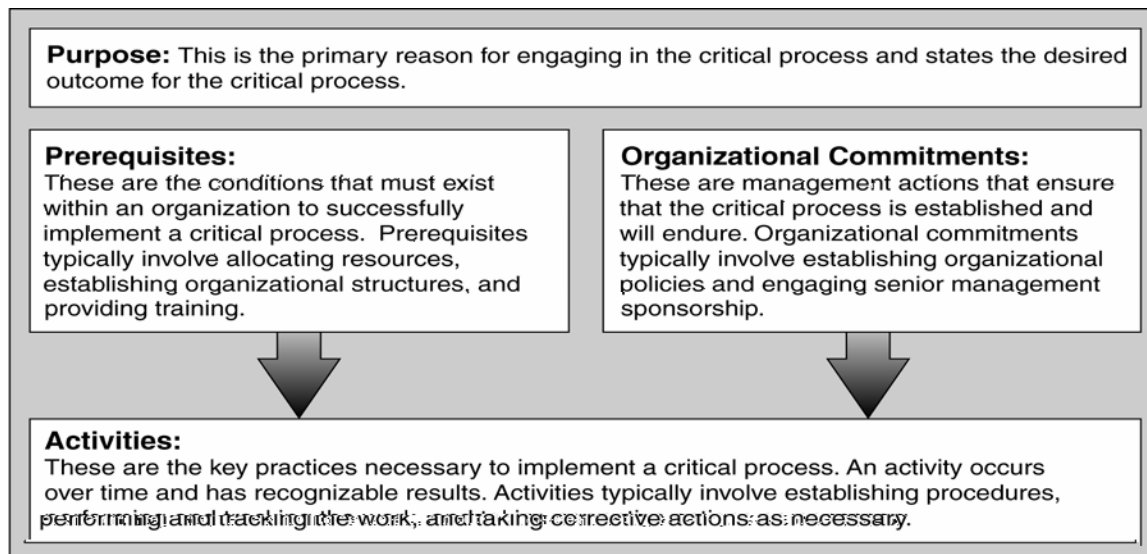 Purpose: This is the primary reason for engaging in the critical process and states the desired
outcome for the critical process.
Prerequisites:
These are the conditions that must exist
within an organization to successfully
implement a critical process. Prerequisites
typically involve allocating resources,
establishing organizational structures, and
providing training.
Organizational Commitments:
These are management actions that ensure
that the critical process is established and
will endure. Organizational commitments
typically involve establishing organizational
policies and engaging senior management
sponsorship.
Activities:
These are the key practices necessary to implement a critical process. An activity occurs
over time and has recognizable results. Activities typically involve establishing procedures,
performing and tracking the work, and taking corrective actions as necessary.